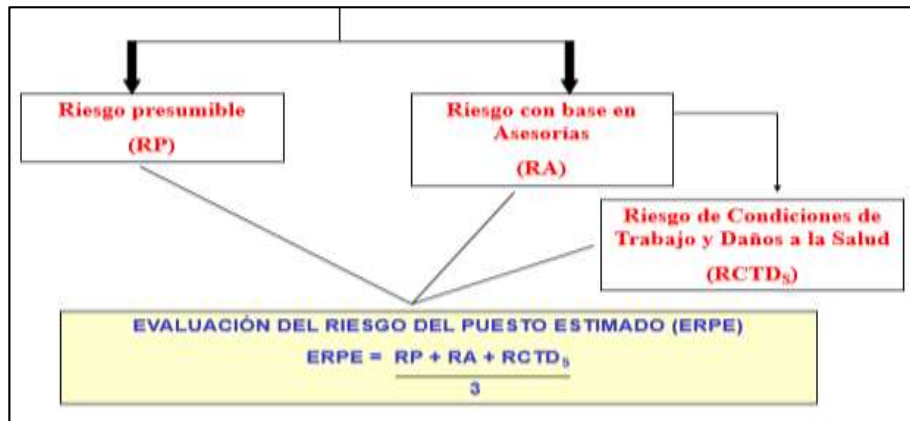 Riesgo presumible
(RP)
Riesgo con base en
Asesorías
(RA)
Riesgo de Condiciones de
Trabajo y Daños a la Salud
(RCTDS)
EVALUACIÓN DEL RIESGO DEL PUESTO ESTIMADO (ERPE)
ERPE = RP + RA + RCTDS
3